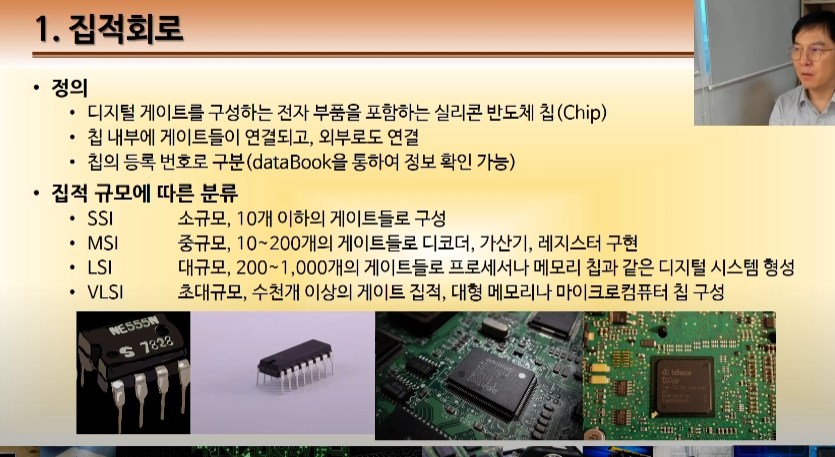 1. 집적회로
• 정의
• 디지털 게이트를 구성하는 전자 부품을 포함하는 실리콘 반도체 칩(Chip)
• 칩 내부에 게이트들이 연결되고, 외부로도 연결
• 칩의 등록 번호로 구분(dataBook을 통하여 정보 확인 가능)
• 집적 규모에 따른 분류
• SSI 소규모, 10개 이하의 게이트들로 구성
• MSI 중규모, 10~200개의 게이트들로 디코더, 가산기, 레지스터 구현
• LSI 대규모, 200~1,000개의 게이트들로 프로세서나 메모리 칩과 같은 디지털 시스템 형성
• VLSI 초대규모, 수천개 이상의 게이트 집적, 대형 메모리나 마이크로컴퓨터 칩 구성
NE555N
S 7828